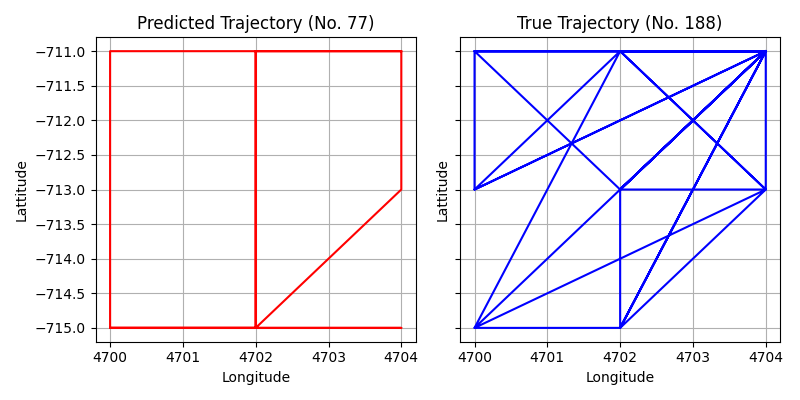 Predicted Trajectory (No. 77)
True Trajectory (No. 188)
−711.0
−711.5
−712.0
−712.5
−713.0
−713.5
−714.0
−714.5
−715.0
Lattitude
Lattitude
4700 4701 4702 4703 4704
4700 4701 4702 4703 4704
Longitude
Longitude